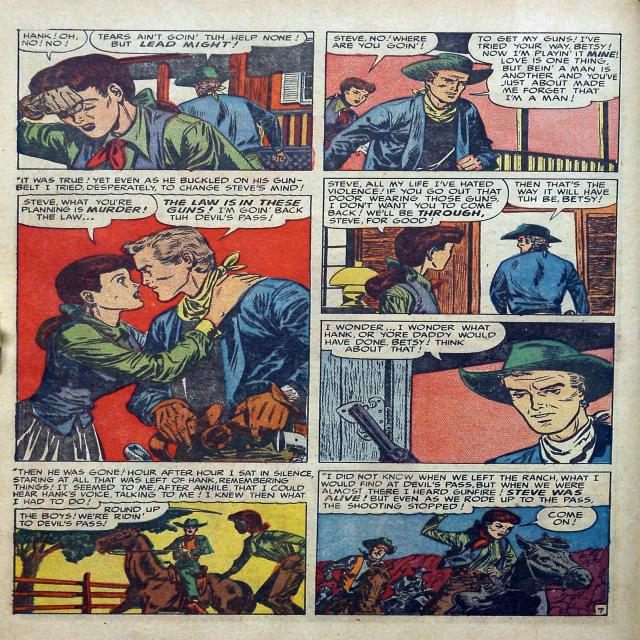 HANK! OH,
NO! NO!
TEARS AIN'T GOIN' TUH HELP NONE!
BUT LEAD MIGHT!
STEVE, NO! WHERE
ARE YOU GOIN'!
TO GET MY GUNS! I'VE
TRIED YOUR WAY, BETSY!
NOW I'M PLAYIN' IT MINE!
LOVE IS ONE THING,
BUT BEIN' A MAN IS
ANOTHER AND YOU'VE
JUST ABOUT MADE
ME FORGET THAT
I'M A MAN!
"IT WAS TRUE! YET EVEN AS HE BUCKLED ON HIS GUN-
BELT I TRIED, DESPERATELY, TO CHANGE STEVE'S MIND!
STEVE, WHAT YOU'RE
PLANNING IS MURDER!
THE LAW...
THE LAW IS IN THESE
GUNS! I'M GOIN' BACK
TUH DEVIL'S PASS!
STEVE, ALL MY LIFE I'VE HATED
VIOLENCE! IF YOU GO OUT THAT
DOOR WEARING THOSE GUNS,
I DON'T WANT YOU TO COME
BACK! WE'LL BE THROUGH,
STEVE, FOR GOOD!
THEN THAT'S THE
WAY IT WILL HAVE
TUH BE, BETSY!
I WONDER... I WONDER WHAT
HANK, OR YORE DADDY WOULD
HAVE DONE, BETSY! THINK
ABOUT THAT!
"THEN HE WAS GONE! HOUR AFTER HOUR I SAT IN SILENCE,
STARING AT ALL THAT WAS LEFT OF HANK, REMEMBERING
THINGS! IT SEEMED TO ME, AFTER AWHILE, THAT I COULD
HEAR HANK'S VOICE, TALKING TO ME! I KNEW THEN WHAT
I HAD TO DO!
ROUND UP
THE BOYS! WE'RE RIDIN'
TO DEVIL'S PASS!
"I DID NOT KNOW WHEN WE LEFT THE RANCH, WHAT I
WOULD FIND AT DEVIL'S PASS, BUT WHEN WE WERE
ALMOST THERE I HEARD GUNFIRE! STEVE WAS
ALIVE! BUT EVEN AS WE RODE UP TO THE PASS,
THE SHOOTING STOPPED!
COME
ON!
7